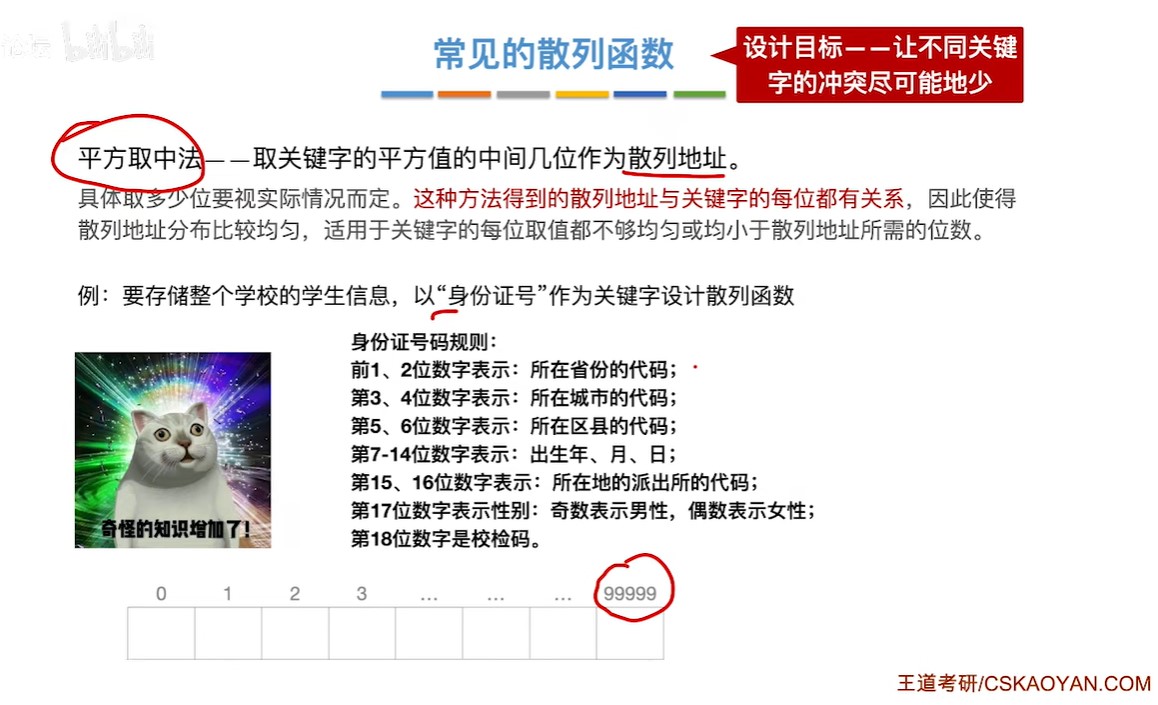 bilibili
常见的散列函数
设计目标——让不同关键
字的冲突尽可能地少
平方取中法——取关键字的平方值的中间几位作为散列地址。
具体取多少位要视实际情况而定。这种方法得到的散列地址与关键字的每位都有关系，因此使得
散列地址分布比较均匀，适用于关键字的每位取值都不够均匀或均小于散列地址所需的位数。
例：要存储整个学校的学生信息，以“身份证号”作为关键字设计散列函数
身份证号码规则：
前1、2位数字表示：所在省份的代码；
第3、4位数字表示：所在城市的代码；
第5、6位数字表示：所在区县的代码；
第7-14位数字表示：出生年、月、日；
第15、16位数字表示：所在地的派出所的代码；
第17位数字表示性别：奇数表示男性，偶数表示女性；
第18位数字是校检码。
奇怪的知识增加了！
0 1 2 3 … … … 99999
王道考研/CSKAOYAN.COM